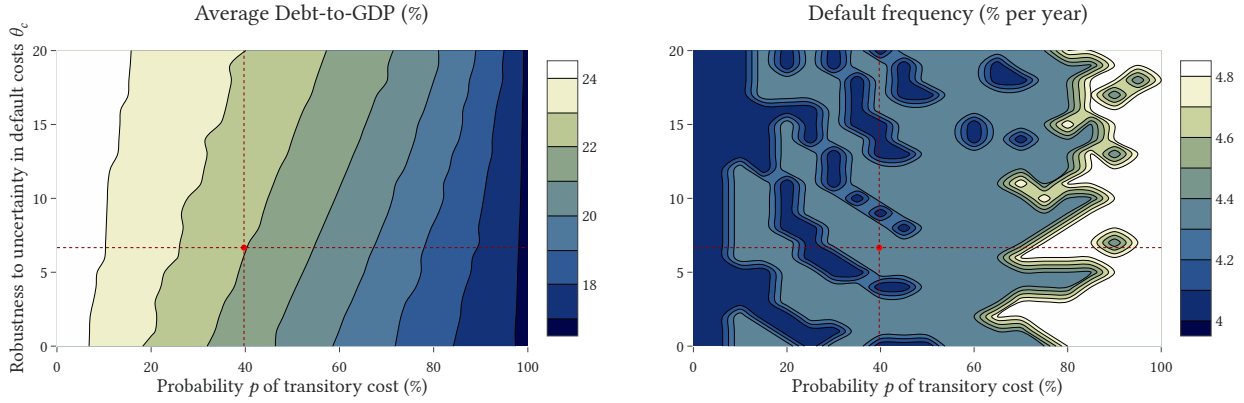 Average Debt-to-GDP (%)
Robustness to uncertainty in default costs θc
20
15
10
5
0
0 20 40 60 80 100
Probability p of transitory cost (%)
24
22
20
18
Default frequency (% per year)
20
15
10
5
0
0 20 40 60 80 100
Probability p of transitory cost (%)
4.8
4.6
4.4
4.2
4